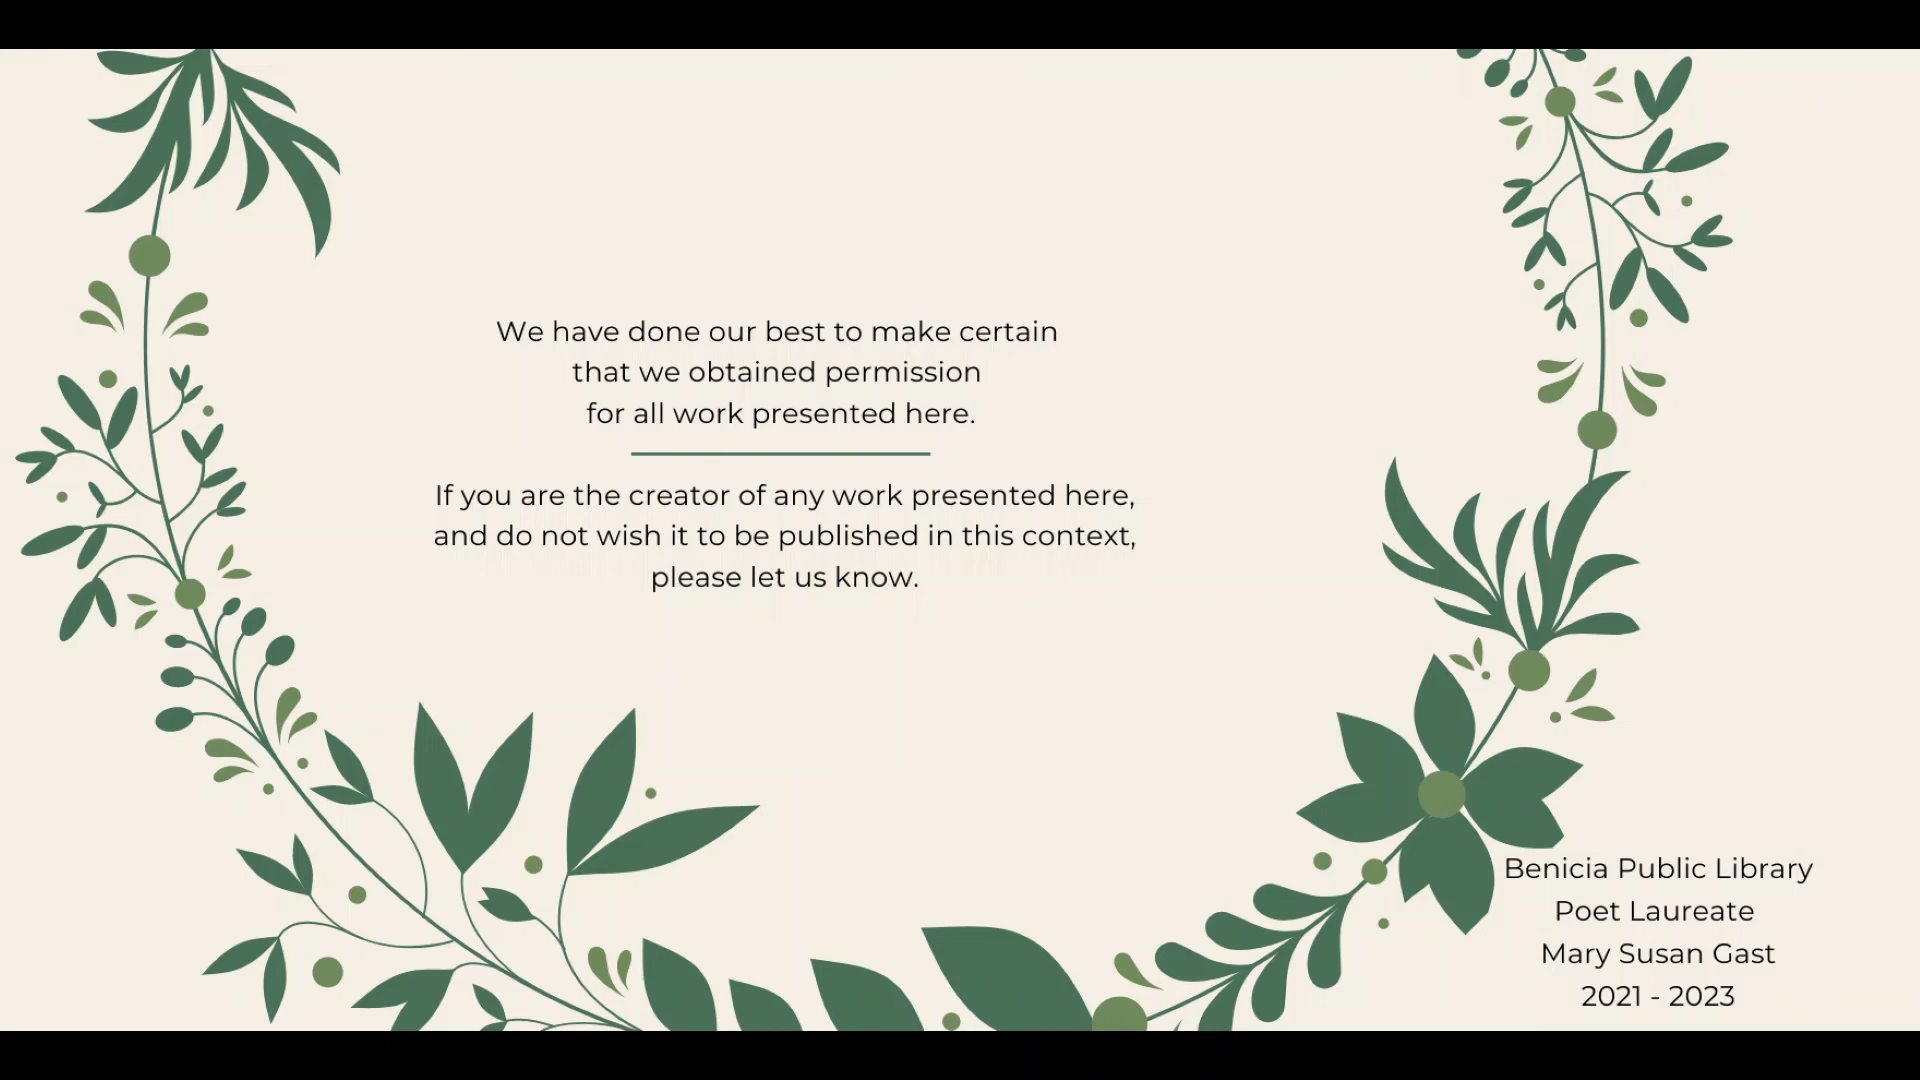 We have done our best to make certain
that we obtained permission
for all work presented here.
If you are the creator of any work presented here,
and do not wish it to be published in this context,
please let us know.
Benicia Public Library
Poet Laureate
Mary Susan Gast
2021 - 2023